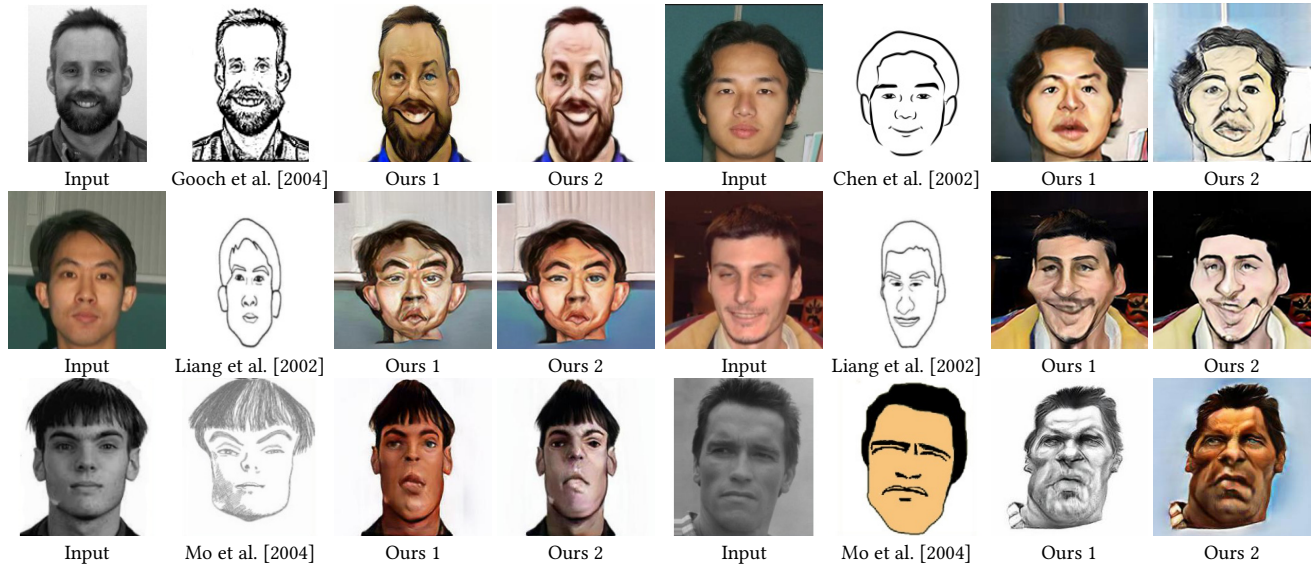 Input Gooch et al. [2004] Ours 1 Ours 2 Input Chen et al. [2002] Ours 1 Ours 2
Input Liang et al. [2002] Ours 1 Ours 2 Input Liang et al. [2002] Ours 1 Ours 2
Input Mo et al. [2004] Ours 1 Ours 2 Input Mo et al. [2004] Ours 1 Ours 2